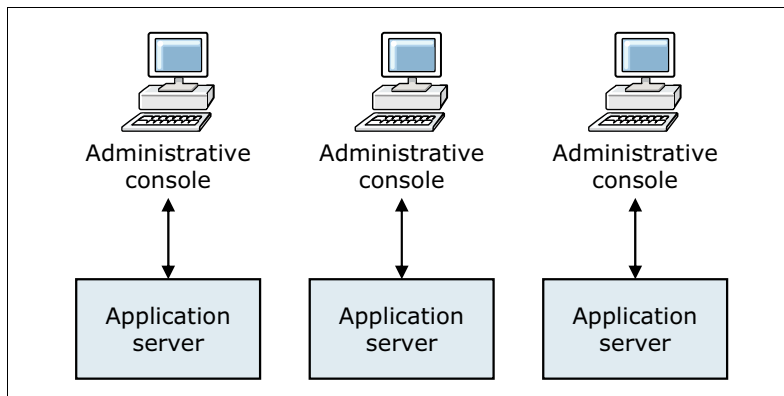 Administrative
console
Administrative
console
Administrative
console
Application
server
Application
server
Application
server